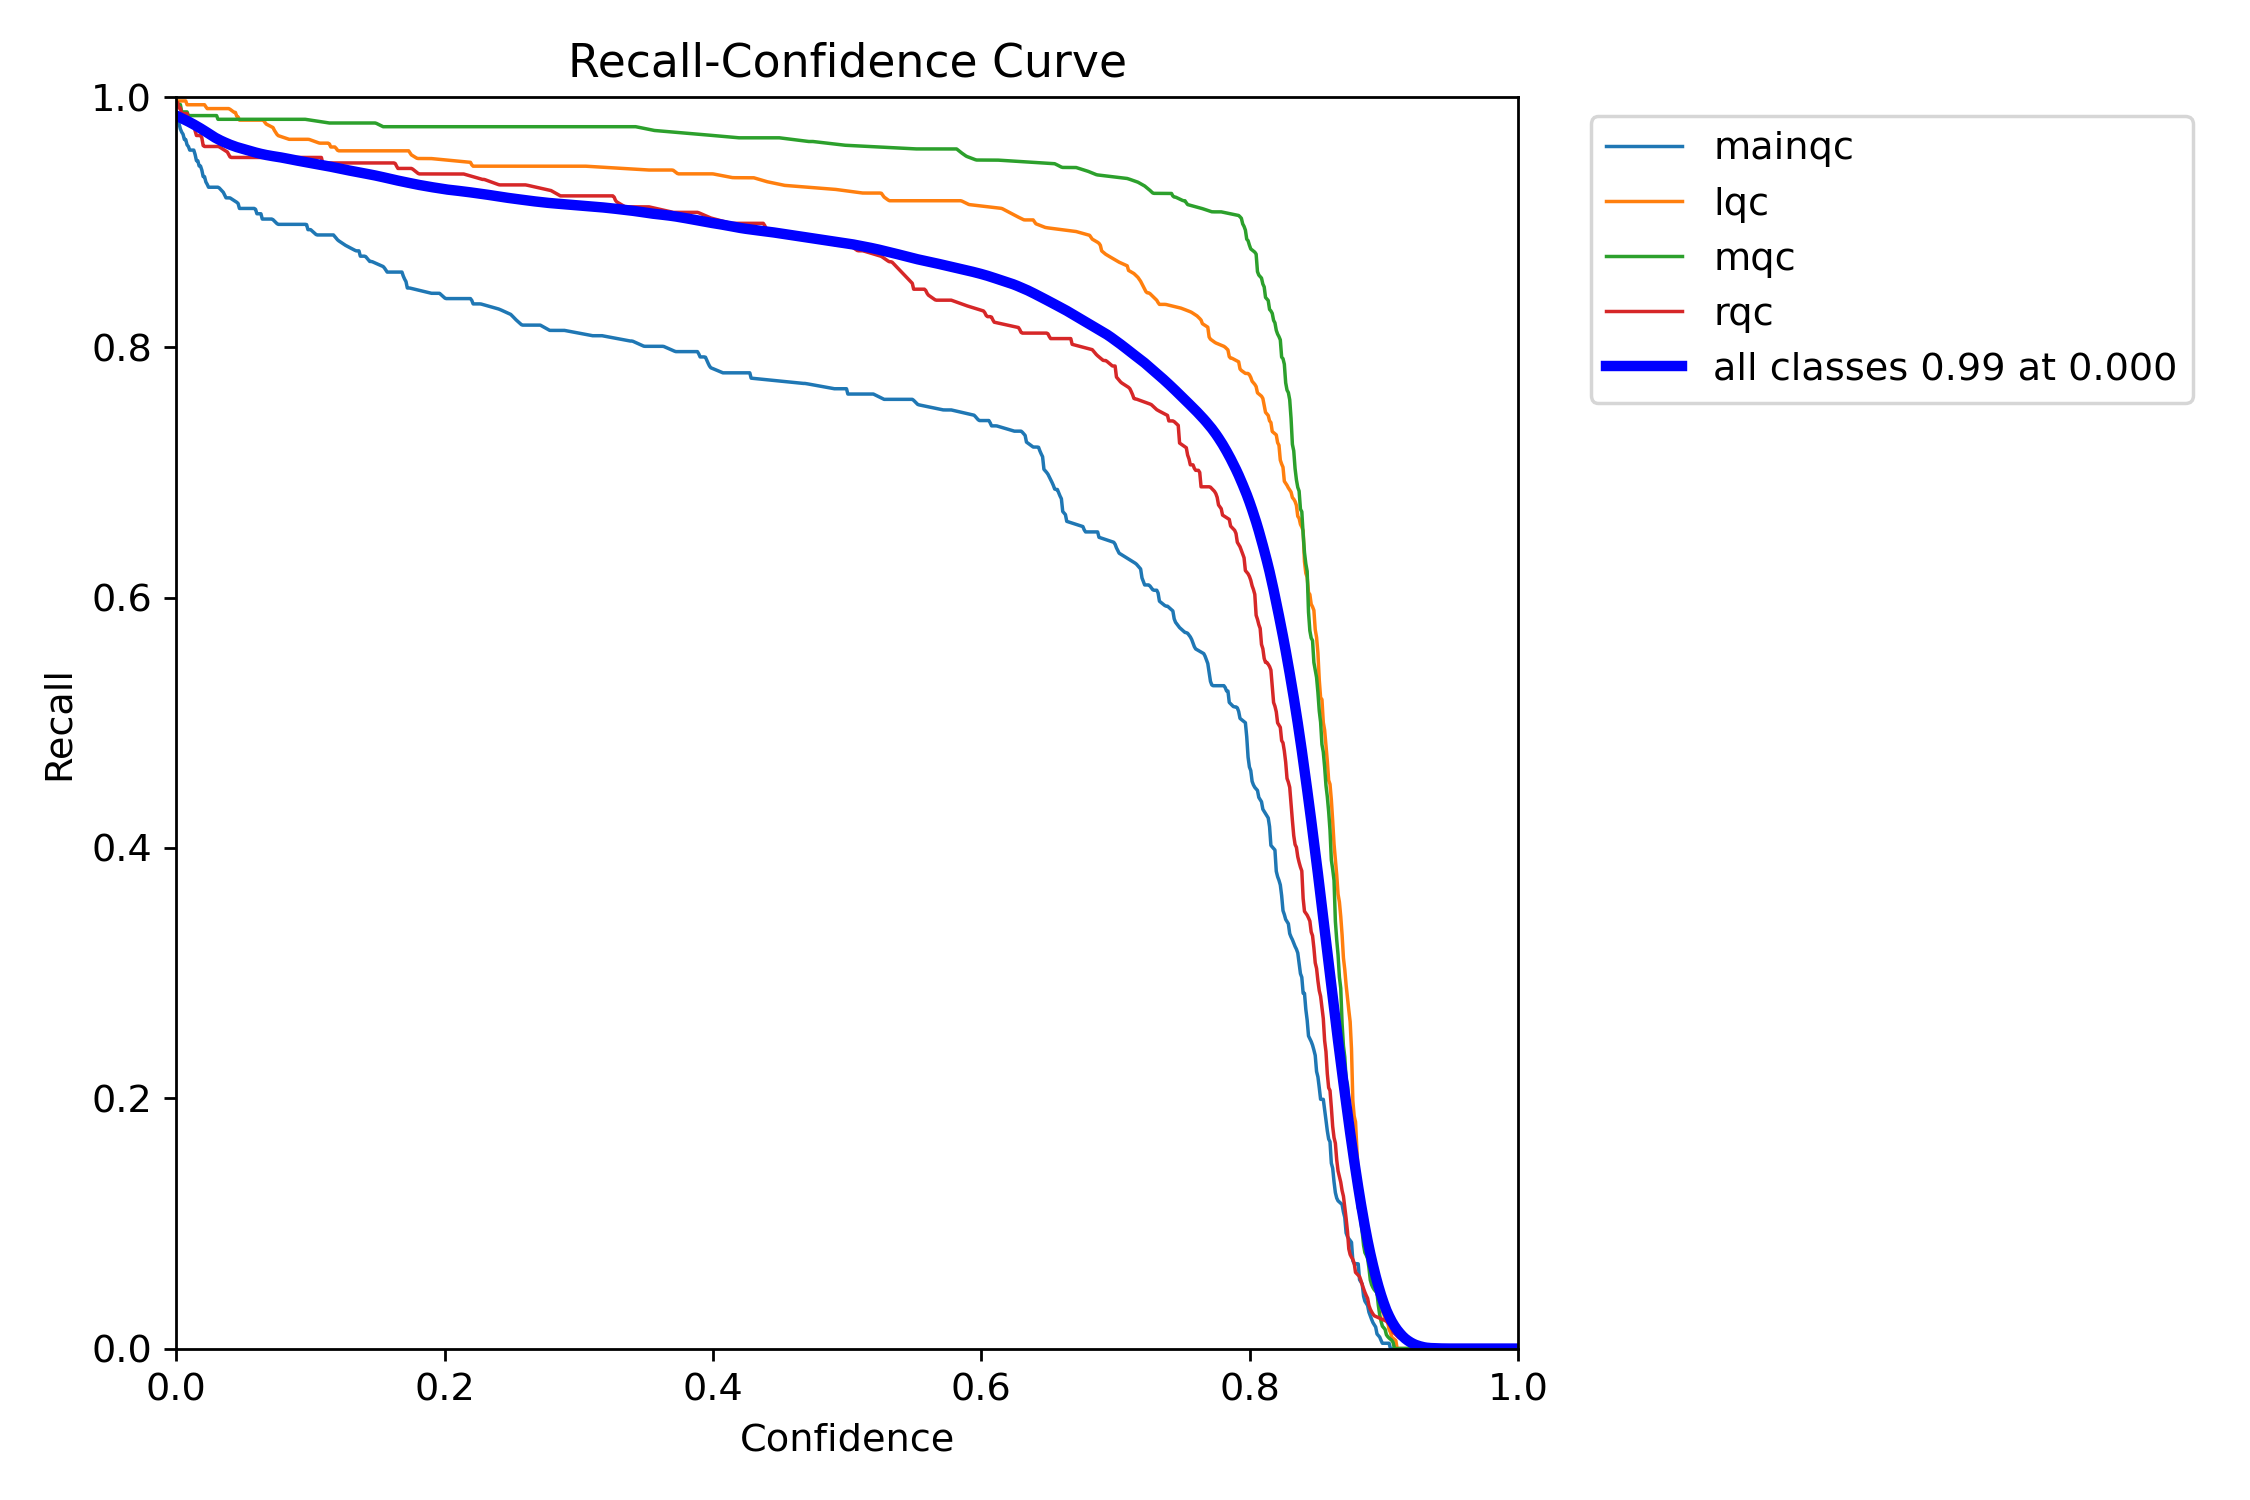 Recall-Confidence Curve
1.0
0.8
0.6
0.4
0.2
0.0
Recall
0.0 0.2 0.4 0.6 0.8 1.0
Confidence
mainqc
lqc
mqc
rqc
all classes 0.99 at 0.000